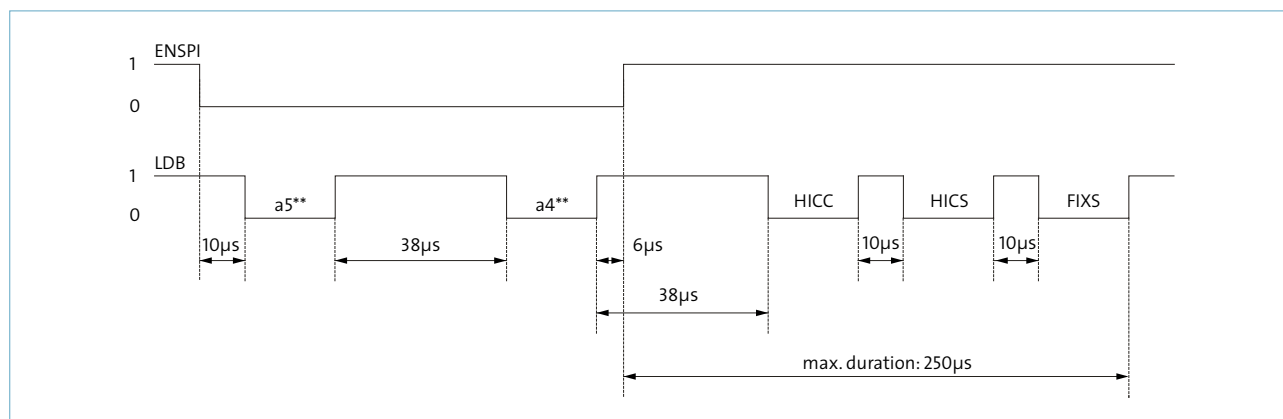 ENSPI
1
0
LDB
1
0
a5**
a4**
HICC
HICS
FIXS
10µs
38µs
6µs
10µs
10µs
38µs
max. duration: 250µs